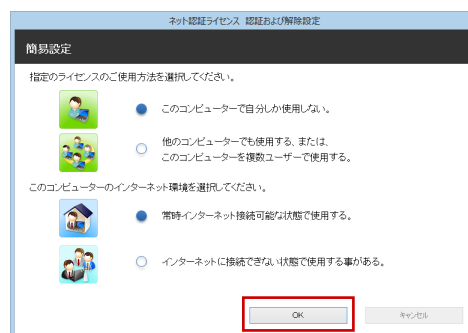 ネット認証ライセンス 認証および解除設定
簡易設定
指定のライセンスのご使用方法を選択してください。
このコンピューターで自分しか使用しない。
他のコンピューターでも使用する、または、
このコンピューターを複数ユーザーで使用する。
このコンピューターのインターネット環境を選択してください。
常時インターネット接続可能な状態で使用する。
インターネットに接続できない状態で使用する事がある。
OK
キャンセル